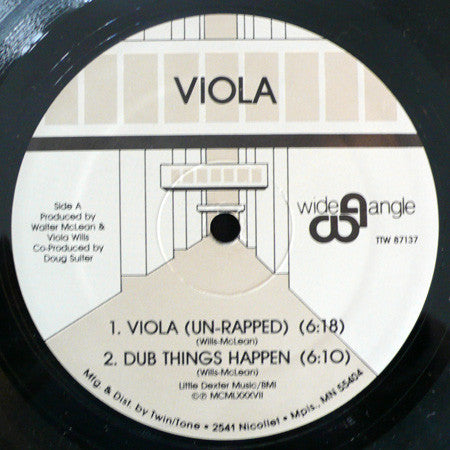 VIOLA
Side A
Produced by
Walter McLean &
Viola Wills
Co-Produced by
Doug Sulter
wide angle
TTW 87137
1. VIOLA (UN-RAPPED) (6:18)
(Wills-McLean)
2. DUB THINGS HAPPEN (6:10)
(Wills-McLean)
Little Dexter Music/BMI
©℗ MCMLXXXVII
Mfg & Dist. by Twin/Tone • 2541 Nicollet • Mpls., MN 55404